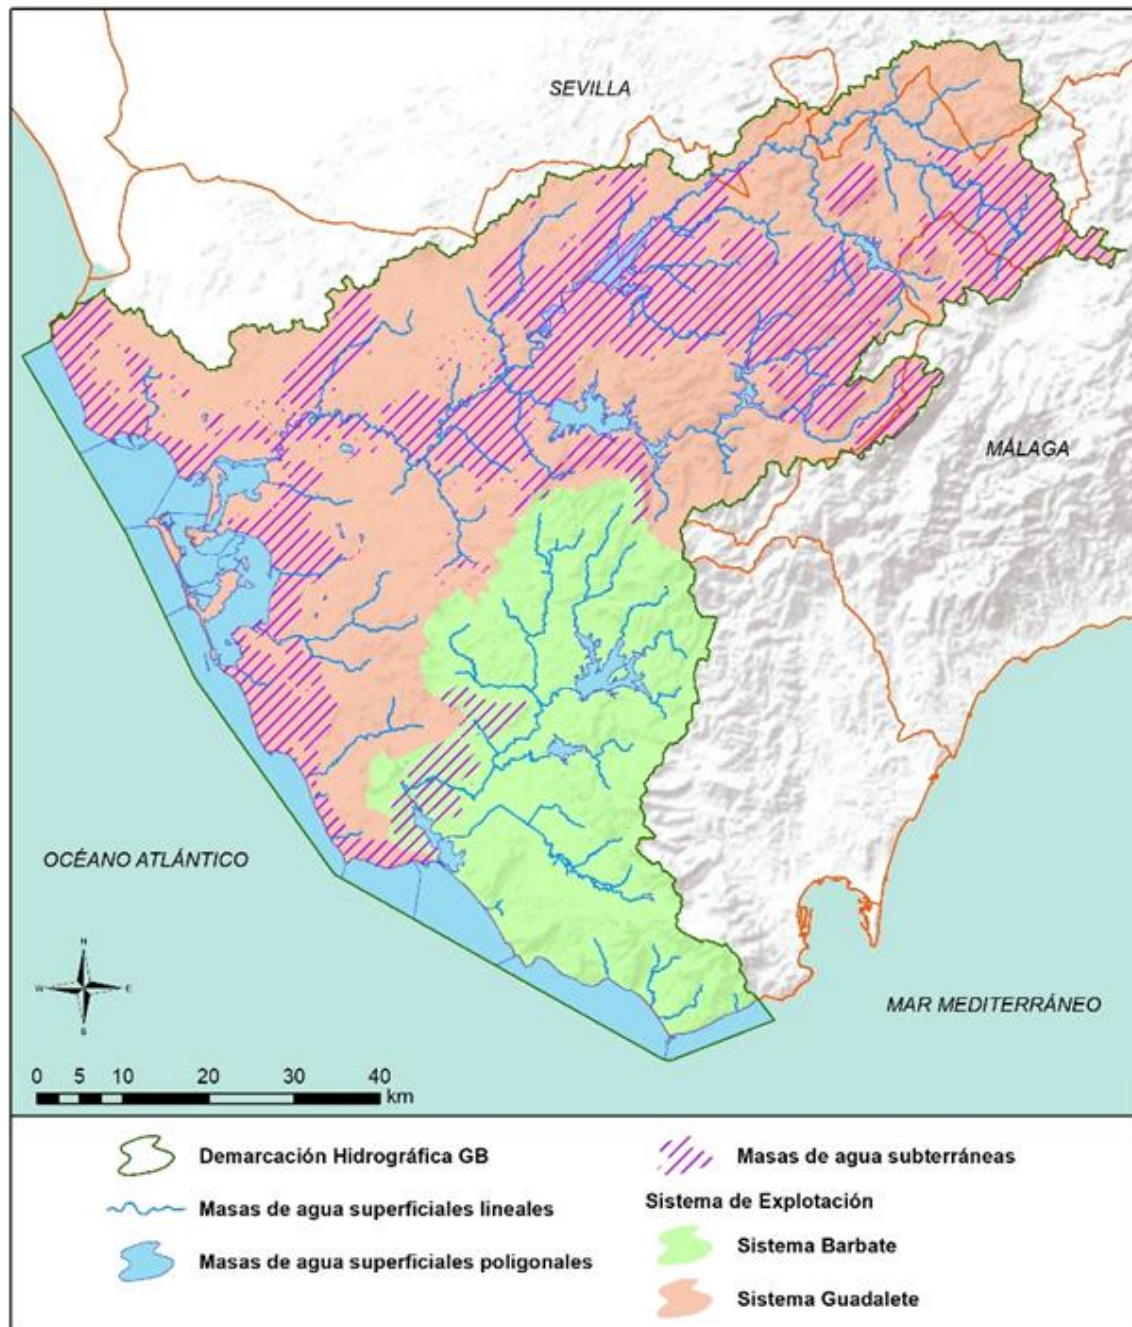 SEVILLA
MÁLAGA
OCÉANO ATLÁNTICO
N
W E
S
MAR MEDITERRÁNEO
0 5 10 20 30 40
km
Demarcación Hidrográfica GB
Masas de agua superficiales lineales
Masas de agua superficiales poligonales
Masas de agua subterráneas
Sistema de Explotación
Sistema Barbate
Sistema Guadalete